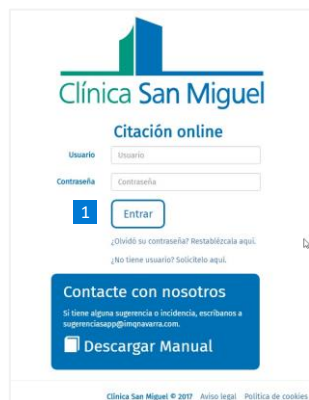 Clínica San Miguel
Citación online
Usuario Usuario
Contraseña Contraseña
1 Entrar
¿Olvidó su contraseña? Restablézcala aquí.
¿No tiene usuario? Solicítelo aquí.
Contacte con nosotros
Si tiene alguna sugerencia o incidencia, escríbanos a
sugerenciasapp@imqnavarra.com.
Descargar Manual
Clínica San Miguel © 2017 Aviso legal Política de cookies